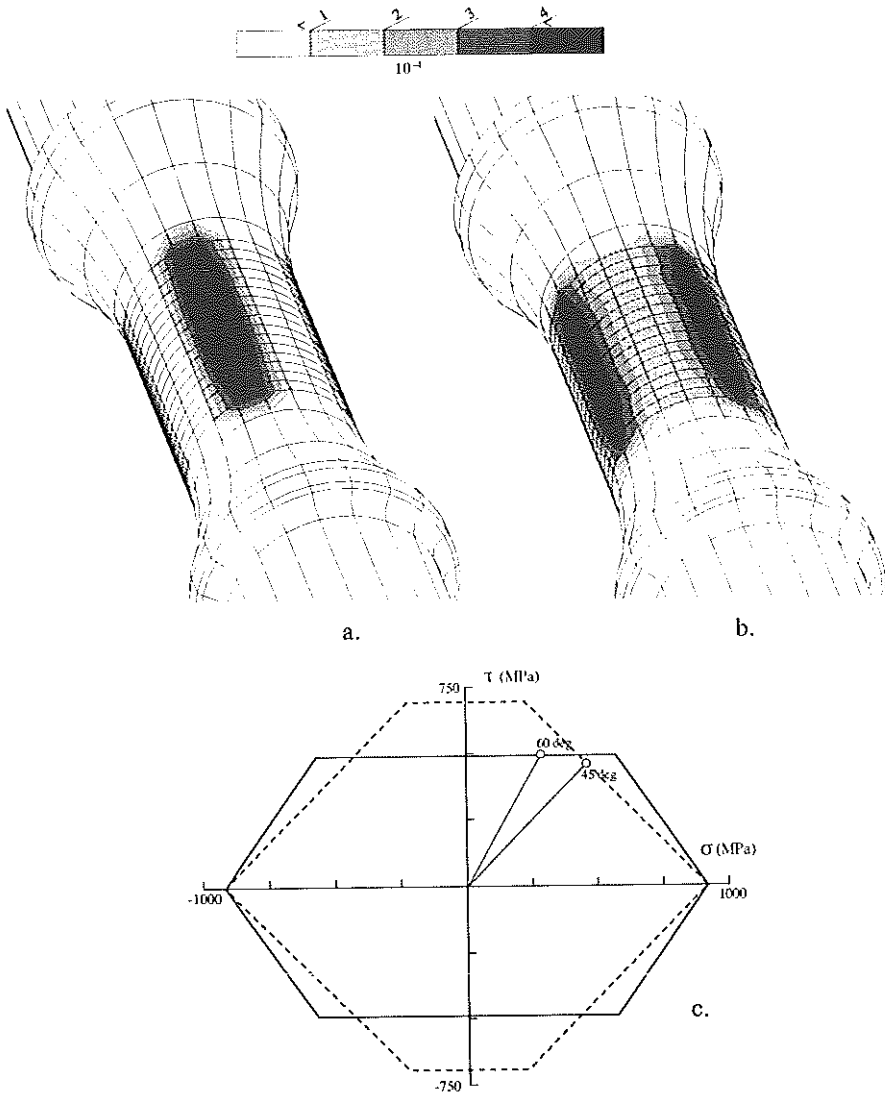 < 1 2 3 4 <
10⁻⁴
a.
b.
750
τ (MPa)
60 deg
45 deg
σ (MPa)
-1000
1000
c.
-750